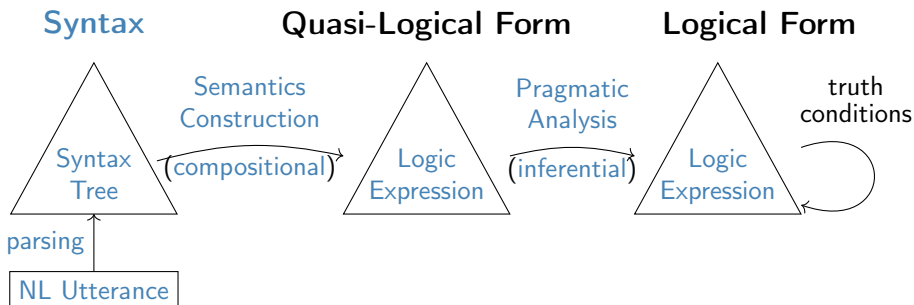 Syntax
Quasi-Logical Form
Logical Form
Semantics
Construction
(compositional)
Pragmatic
Analysis
(inferential)
truth
conditions
Syntax
Tree
Logic
Expression
Logic
Expression
parsing
NL Utterance